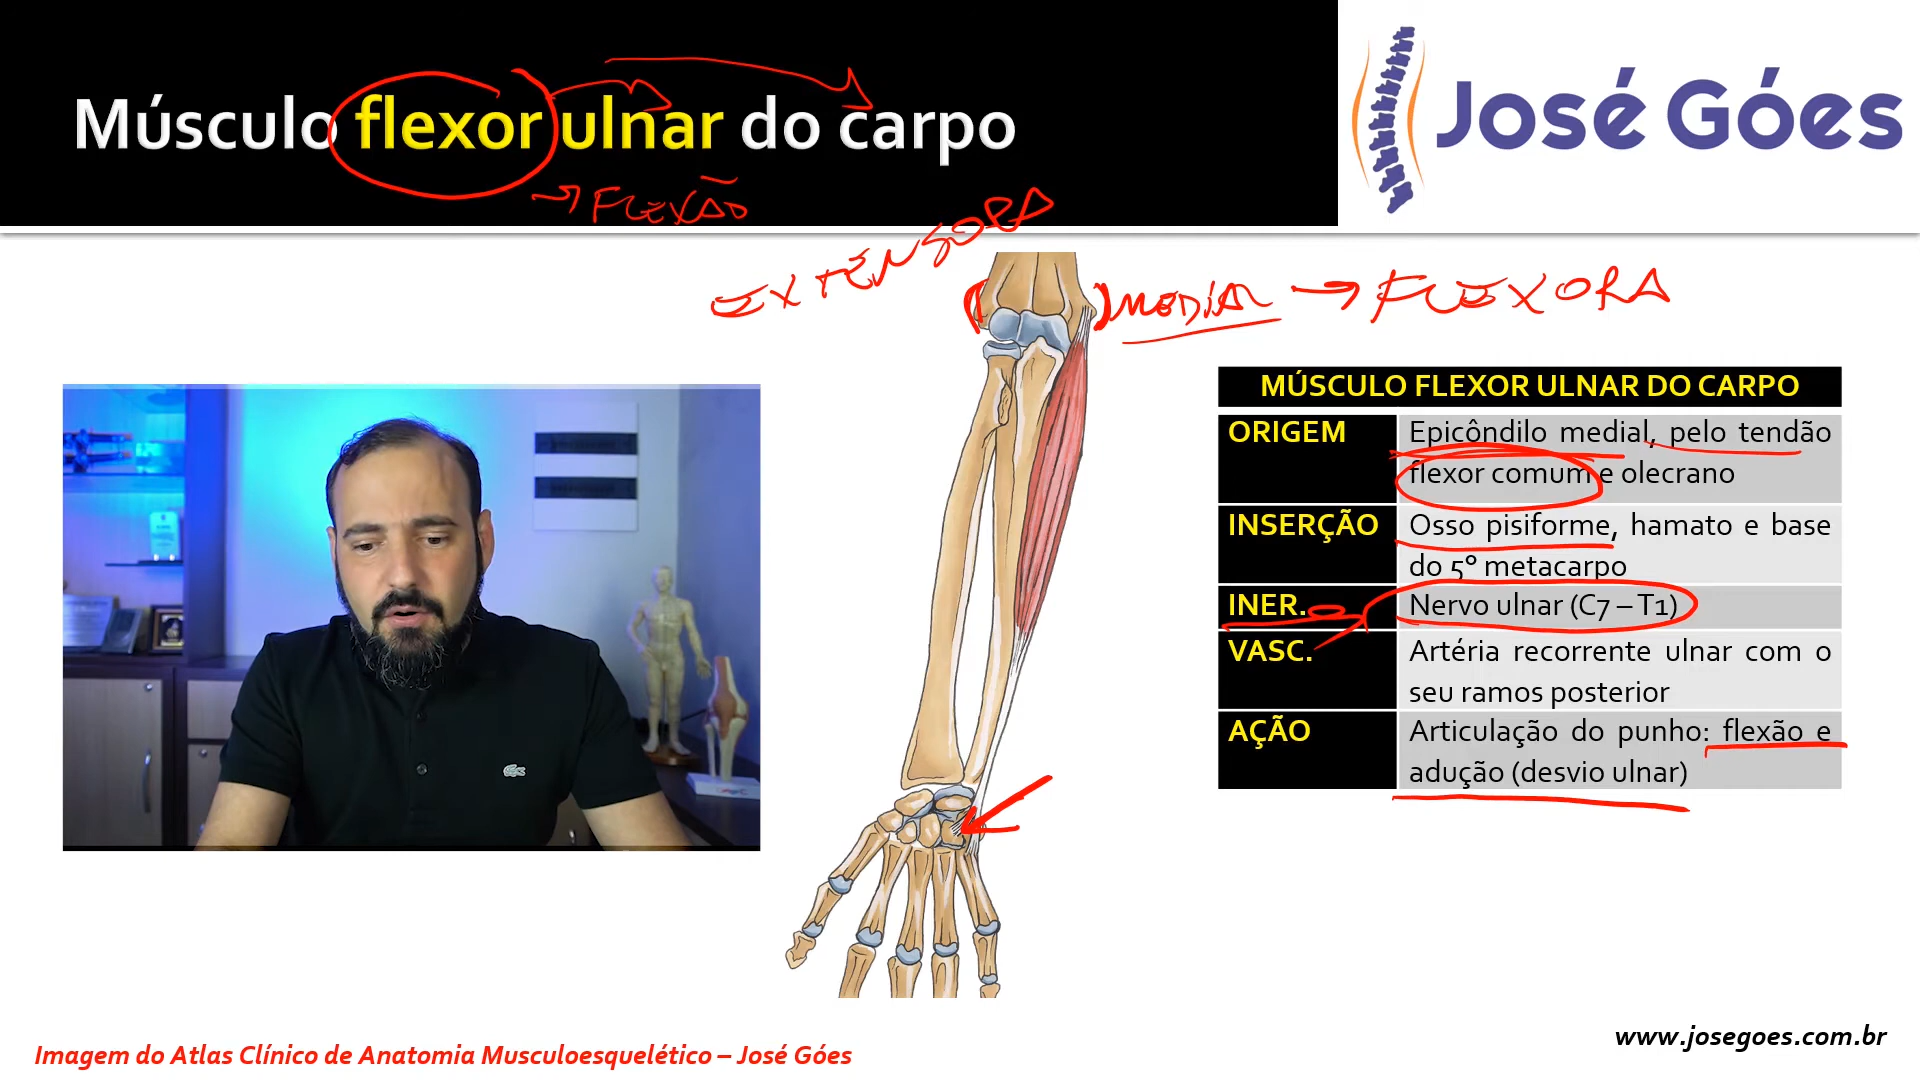 Músculo flexor ulnar do carpo
José Góes
→ FLEXÃO
EXTENSORA
MEDIAL → FLEXORA
MÚSCULO FLEXOR ULNAR DO CARPO
ORIGEM
Epicôndilo medial, pelo tendão
flexor comum e olecrano
INSERÇÃO
Osso pisiforme, hamato e base
do 5º metacarpo
INER.
Nervo ulnar (C7 – T1)
VASC.
Artéria recorrente ulnar com o
seu ramos posterior
AÇÃO
Articulação do punho: flexão e
adução (desvio ulnar)
www.josegoes.com.br
Imagem do Atlas Clínico de Anatomia Musculoesquelético – José Góes